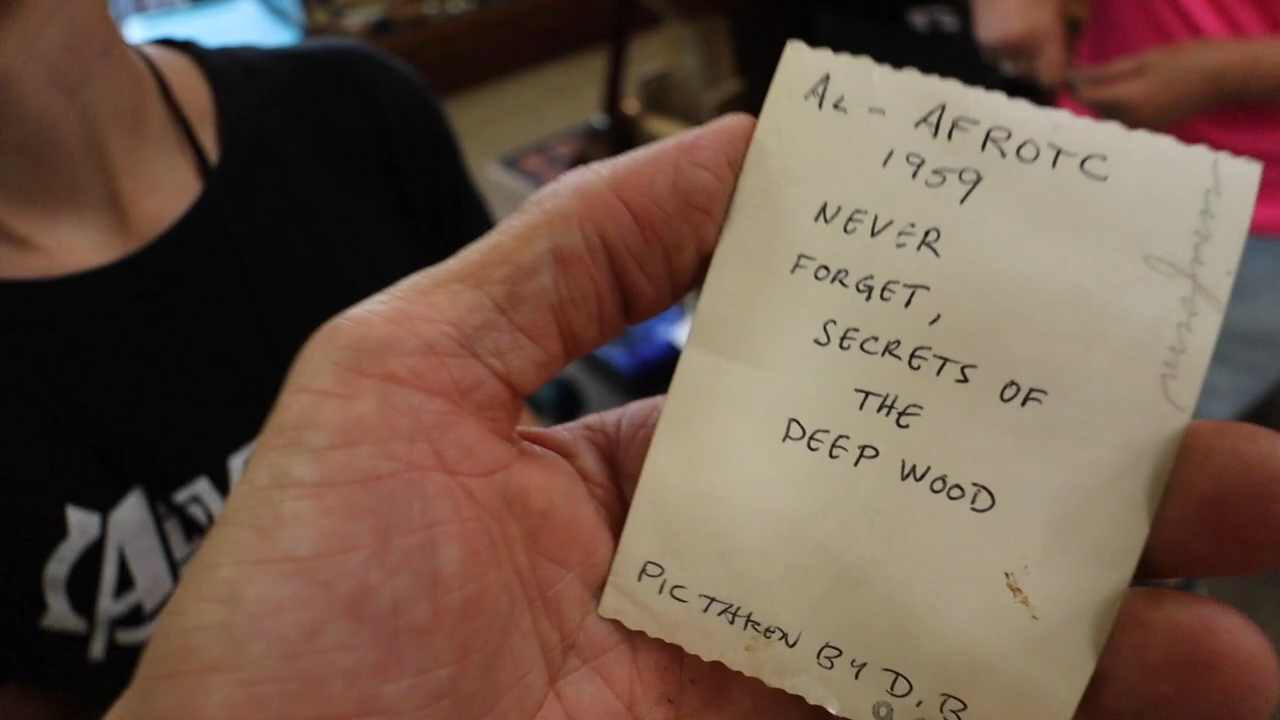 AL - AFROTC
1959
NEVER
FORGET,
SECRETS OF
THE
DEEP WOOD
PIC TAKEN BY D. B